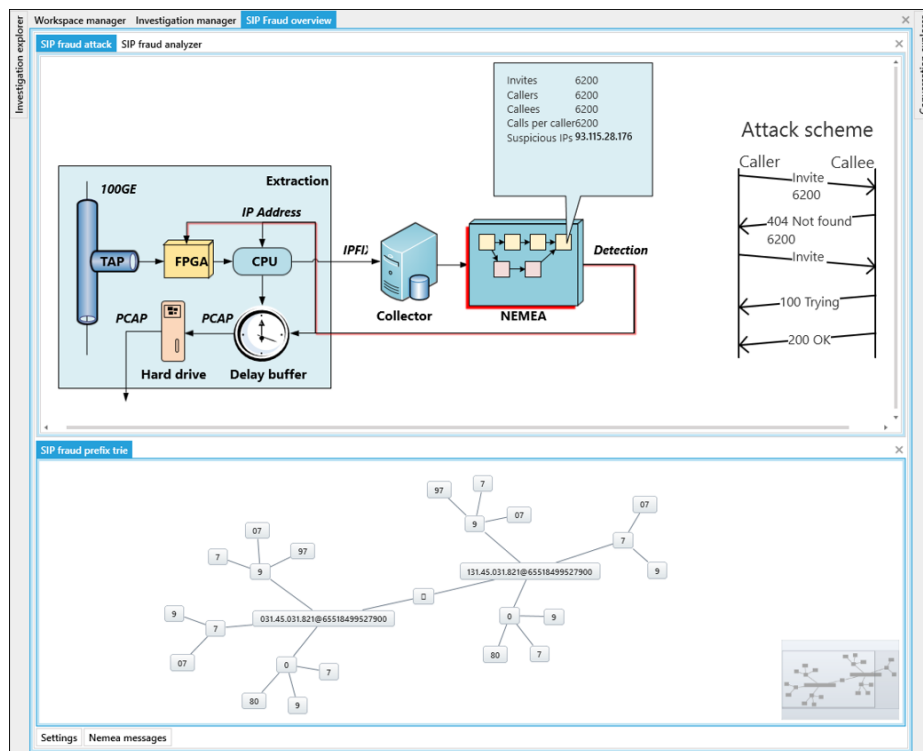 Workspace manager Investigation manager SIP Fraud overview
Investigation explorer
SIP fraud attack SIP fraud analyzer
Invites 6200
Callers 6200
Callees 6200
Calls per caller 6200
Suspicious IPs 93.115.28.176
Attack scheme
Caller Callee
Invite
6200
404 Not found
6200
Invite
100 Trying
200 OK
100GE
Extraction
IP Address
TAP
FPGA
CPU
IPFI
Collector
NEMEA
Detection
PCAP
PCAP
Hard drive
Delay buffer
SIP fraud prefix trie
97
7
9
07
07
7
9
131.45.031.821@65518499527900
07
7
97
9
031.45.031.821@65518499527900
9
7
07
0
9
80
7
0
7
80
9
Settings Nemea messages